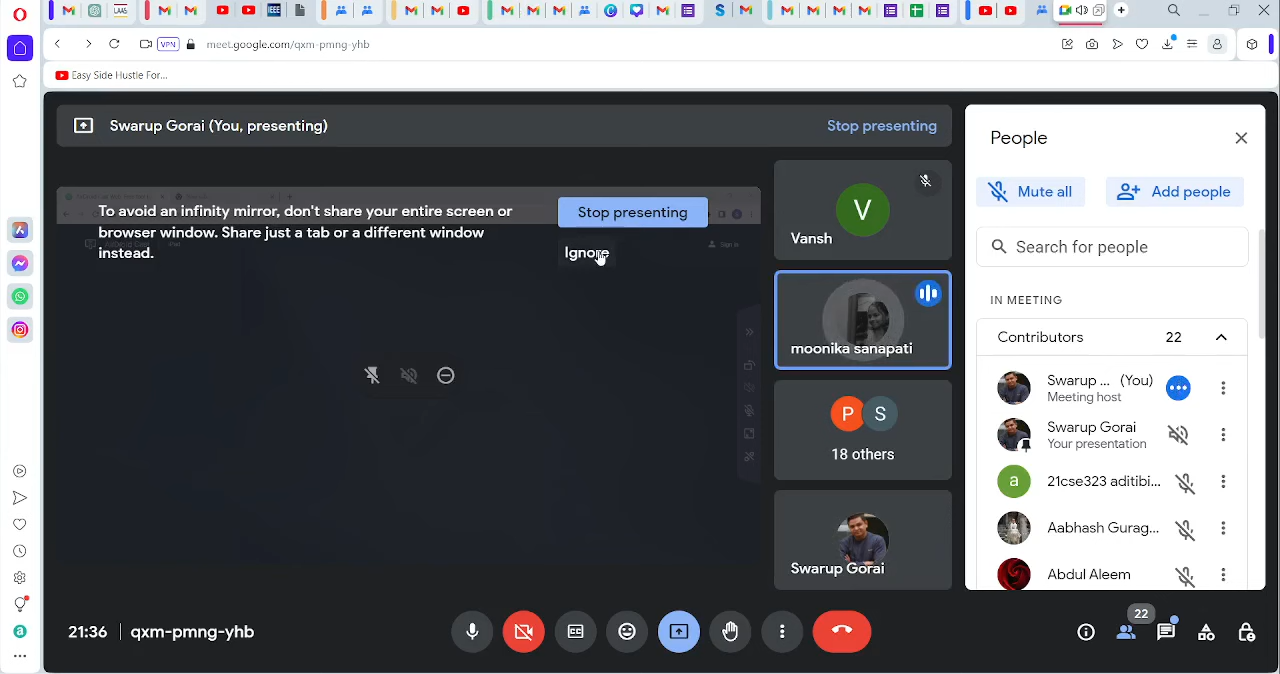 VPN
meet.google.com/qxm-pmng-yhb
Easy Side Hustle For...
Swarup Gorai (You, presenting)
Stop presenting
To avoid an infinity mirror, don't share your entire screen or
browser window. Share just a tab or a different window
instead.
Stop presenting
Ignore
Sign in
V
Vansh
moonika sanapati
P
S
18 others
Swarup Gorai
People
Mute all
Add people
Search for people
IN MEETING
Contributors
22
Swarup ... (You)
Meeting host
Swarup Gorai
Your presentation
a
21cse323 aditibi...
Aabhash Gurag...
Abdul Aleem
21:36
qxm-pmng-yhb
22